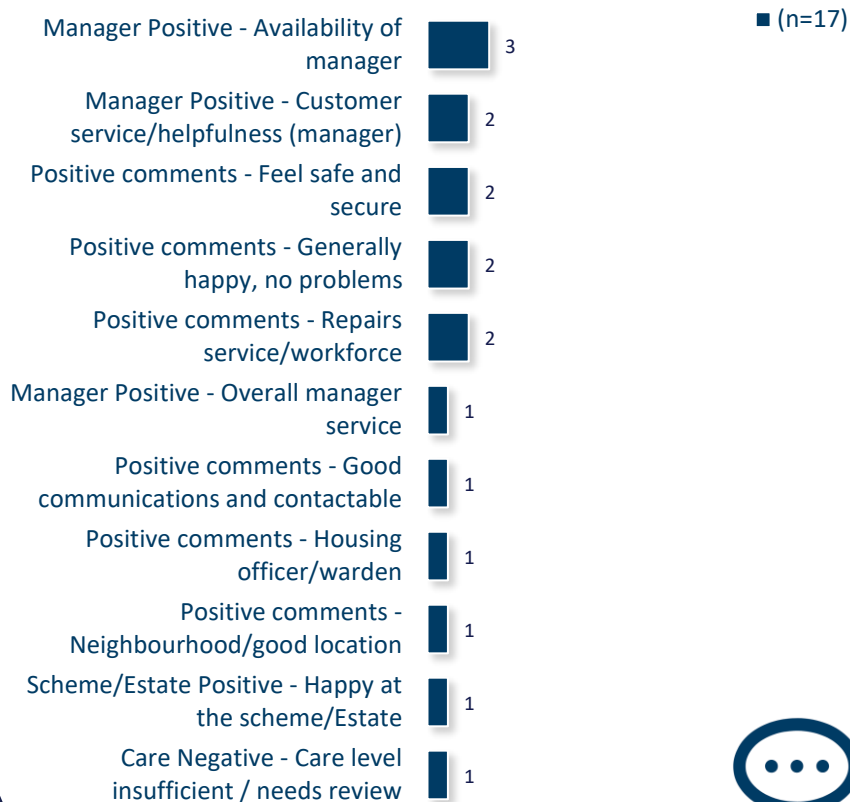 (n=17)
Manager Positive - Availability of
manager
3
Manager Positive - Customer
service/helpfulness (manager)
2
Positive comments - Feel safe and
secure
2
Positive comments - Generally
happy, no problems
2
Positive comments - Repairs
service/workforce
2
Manager Positive - Overall manager
service
1
Positive comments - Good
communications and contactable
1
Positive comments - Housing
officer/warden
1
Positive comments -
Neighbourhood/good location
1
Scheme/Estate Positive - Happy at
the scheme/Estate
1
Care Negative - Care level
insufficient / needs review
1